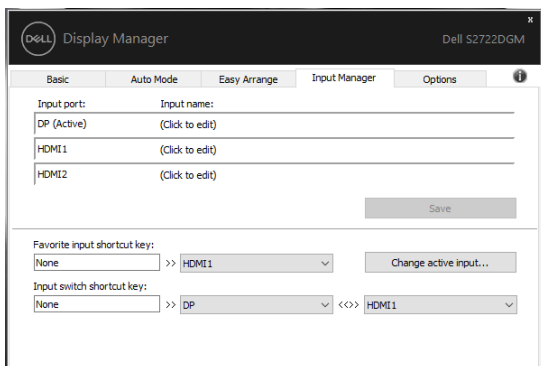 x
DELL Display Manager Dell S2722DGM
Basic Auto Mode Easy Arrange Input Manager Options i
Input port: Input name:
DP (Active) (Click to edit)
HDMI1 (Click to edit)
HDMI2 (Click to edit)
Save
Favorite input shortcut key:
None >> HDMI1 Change active input...
Input switch shortcut key:
None >> DP <<>> HDMI1